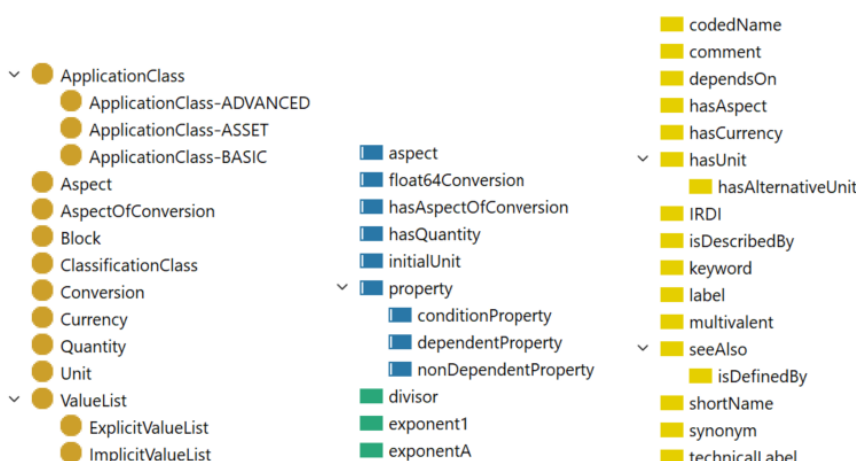 ApplicationClass
ApplicationClass-ADVANCED
ApplicationClass-ASSET
ApplicationClass-BASIC
Aspect
AspectOfConversion
Block
ClassificationClass
Conversion
Currency
Quantity
Unit
ValueList
ExplicitValueList
ImplicitValueList
aspect
float64Conversion
hasAspectOfConversion
hasQuantity
initialUnit
property
conditionProperty
dependentProperty
nonDependentProperty
divisor
exponent1
exponentA
codedName
comment
dependsOn
hasAspect
hasCurrency
hasUnit
hasAlternativeUnit
IRDI
isDescribedBy
keyword
label
multivalent
seeAlso
isDefinedBy
shortName
synonym
technicalLabel